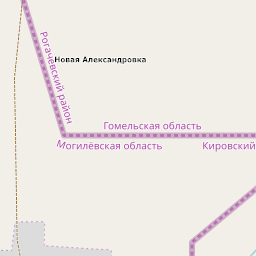 Рогачёвский район
Новая Александровка
Гомельская область
Могилёвская область
Кировский